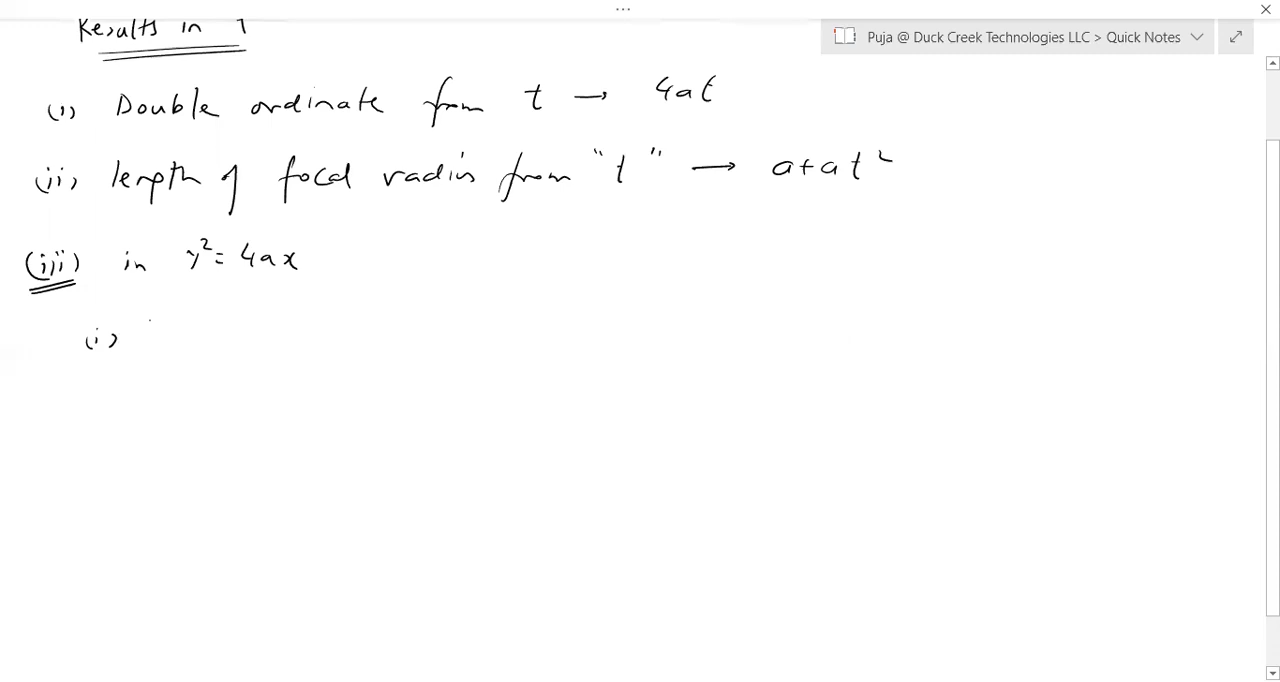 ...
Results in
Puja @ Duck Creek Technologies LLC > Quick Notes
(i) Double ordinate from t → 4at
(ii) length of focal radius from "t" → a+at²
(iii) in y² = 4ax
(i)